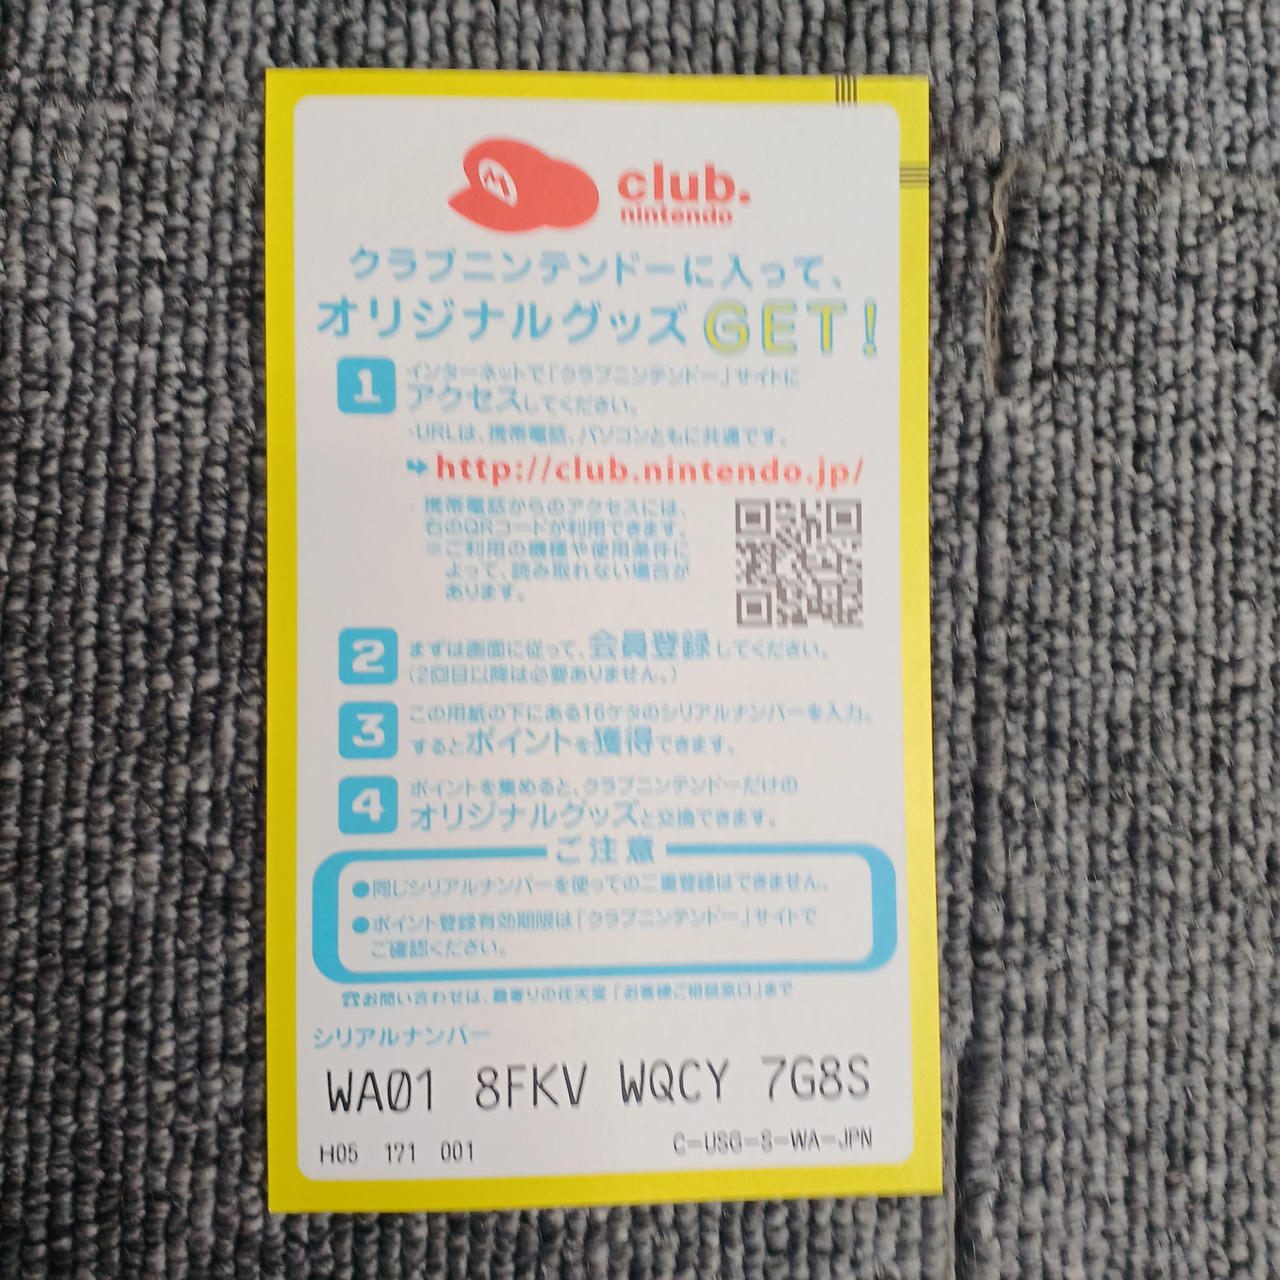 M
club.
nintendo
クラブニンテンドーに入って、
オリジナルグッズGET!
1 インターネットで「クラブニンテンドー」サイトに
アクセスしてください。
・URLは、携帯電話、パソコンともに共通です。
➡http://club.nintendo.jp/
・携帯電話からのアクセスには、
右のQRコードが利用できます。
※ご利用の機種や使用条件に
よって、読み取れない場合が
あります。
2 まずは画面に従って、会員登録してください。
(2回目以降は必要ありません。)
3 この用紙の下にある16ケタのシリアルナンバーを入力。
するとポイントを獲得できます。
4 ポイントを集めると、クラブニンテンドーだけの
オリジナルグッズと交換できます。
ご注意
●同じシリアルナンバーを使っての二重登録はできません。
●ポイント登録有効期限は「クラブニンテンドー」サイトで
ご確認ください。
☎お問い合わせは、最寄りの任天堂「お客様ご相談窓口」まで
シリアルナンバー
WA01 8FKV WQCY 7G8S
H05 171 001
C-USG-S-WA-JPN